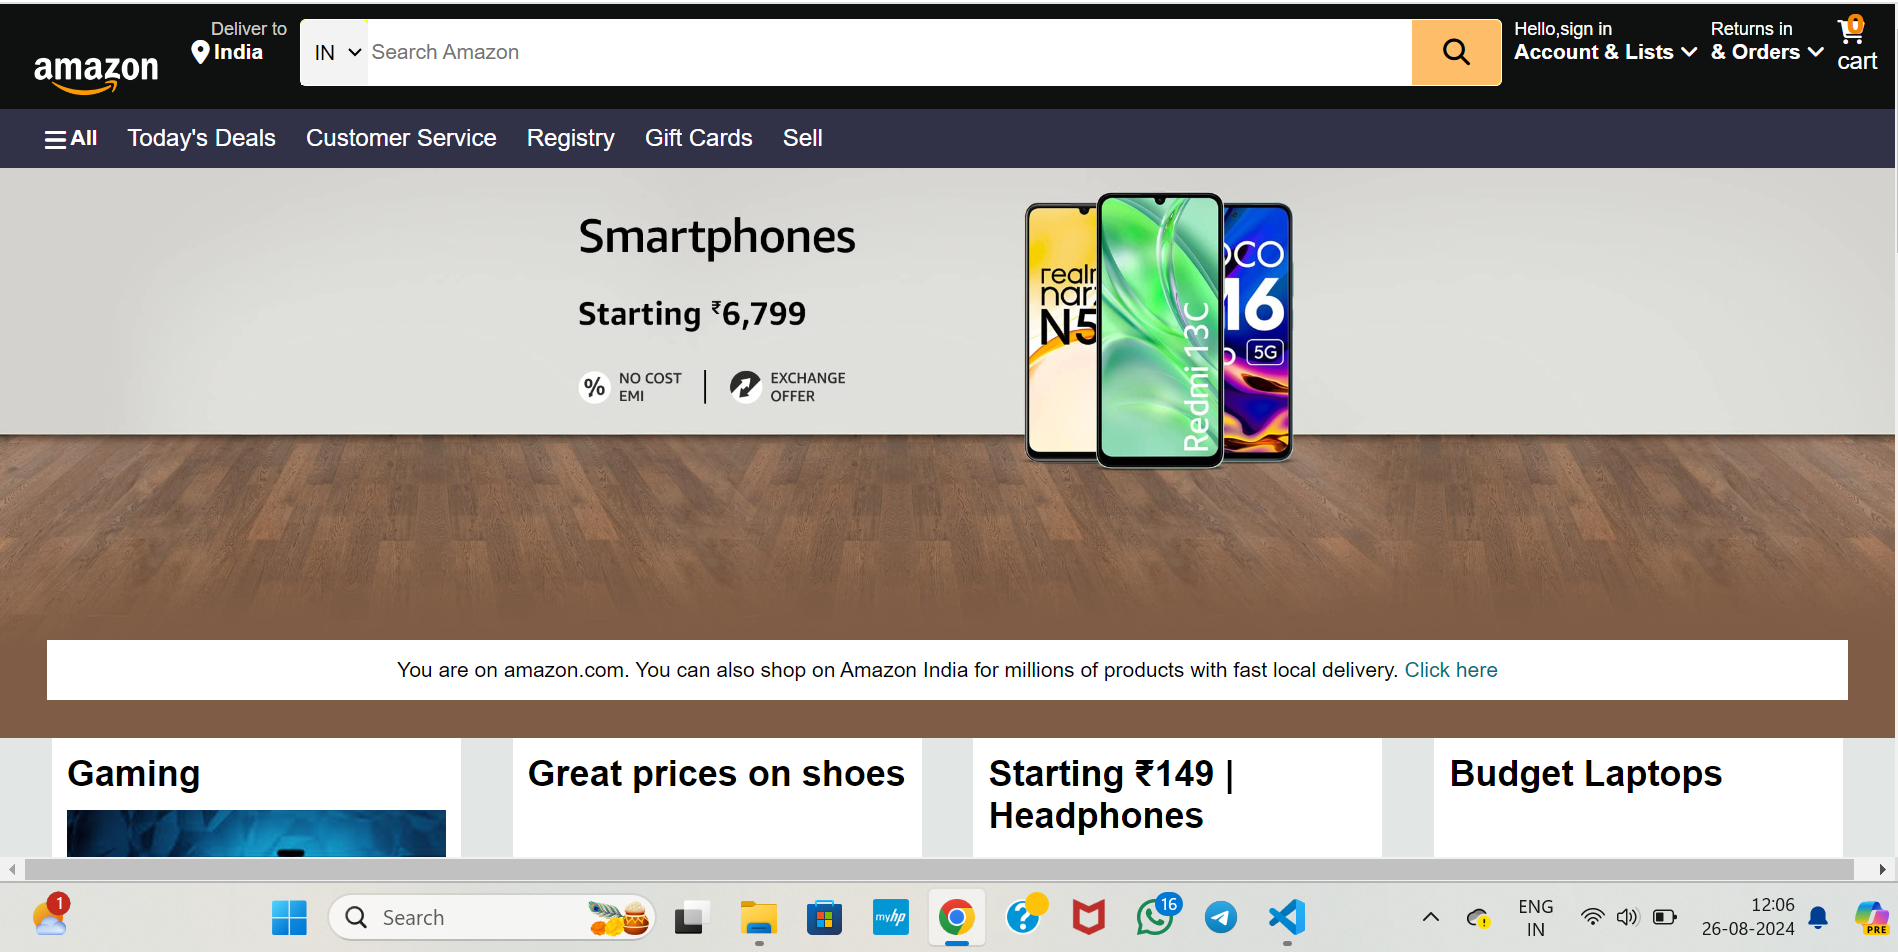 amazon
Deliver to
India
IN
Search Amazon
Hello,sign in
Account & Lists
Returns in
& Orders
0
cart
All
Today's Deals
Customer Service
Registry
Gift Cards
Sell
Smartphones
Starting ₹6,799
% NO COST
EMI
EXCHANGE
OFFER
N5
Redmi 13C
5G
You are on amazon.com. You can also shop on Amazon India for millions of products with fast local delivery. Click here
Gaming
Great prices on shoes
Starting ₹149 |
Headphones
Budget Laptops
1
Search
myhp
?
16
ENG
IN
12:06
26-08-2024
PRE